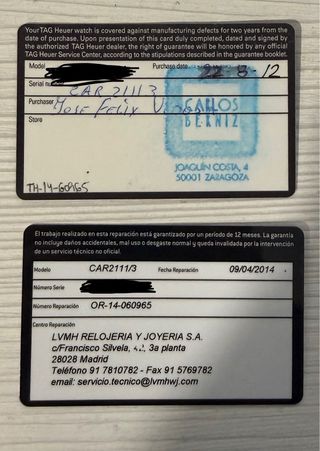 Your TAG Heuer watch is covered against manufacturing defects for two years from the
date of purchase. Upon presentation of this card duly completed, dated and signed by
the authorized TAG Heuer dealer, the right of guarantee will be honored by any official
TAG Heuer Service Center, according to the stipulations described in the guarantee booklet.
Model Purchase date 22-8-12
Serial number CAR 2111 3
Purchaser JOSE FELIX
Store
CARLOS
BERNIZ
JOAQUÍN COSTA, 4
50001 ZARAGOZA
TH-14-60965
El trabajo realizado en esta reparación está garantizado por un período de 12 meses. La garantía
no incluye daños accidentales, mal uso o desgaste normal y queda invalidada por la intervención
de un servicio técnico no oficial.
Modelo CAR2111/3 Fecha Reparación 09/04/2014
Número Serie
Número Reparación OR-14-060965
Centro Reparación
LVMH RELOJERIA Y JOYERIA S.A.
c/Francisco Silvela, 42, 3a planta
28028 Madrid
Teléfono 91 7810782 - Fax 91 5769782
email: servicio.tecnico@lvmhwj.com